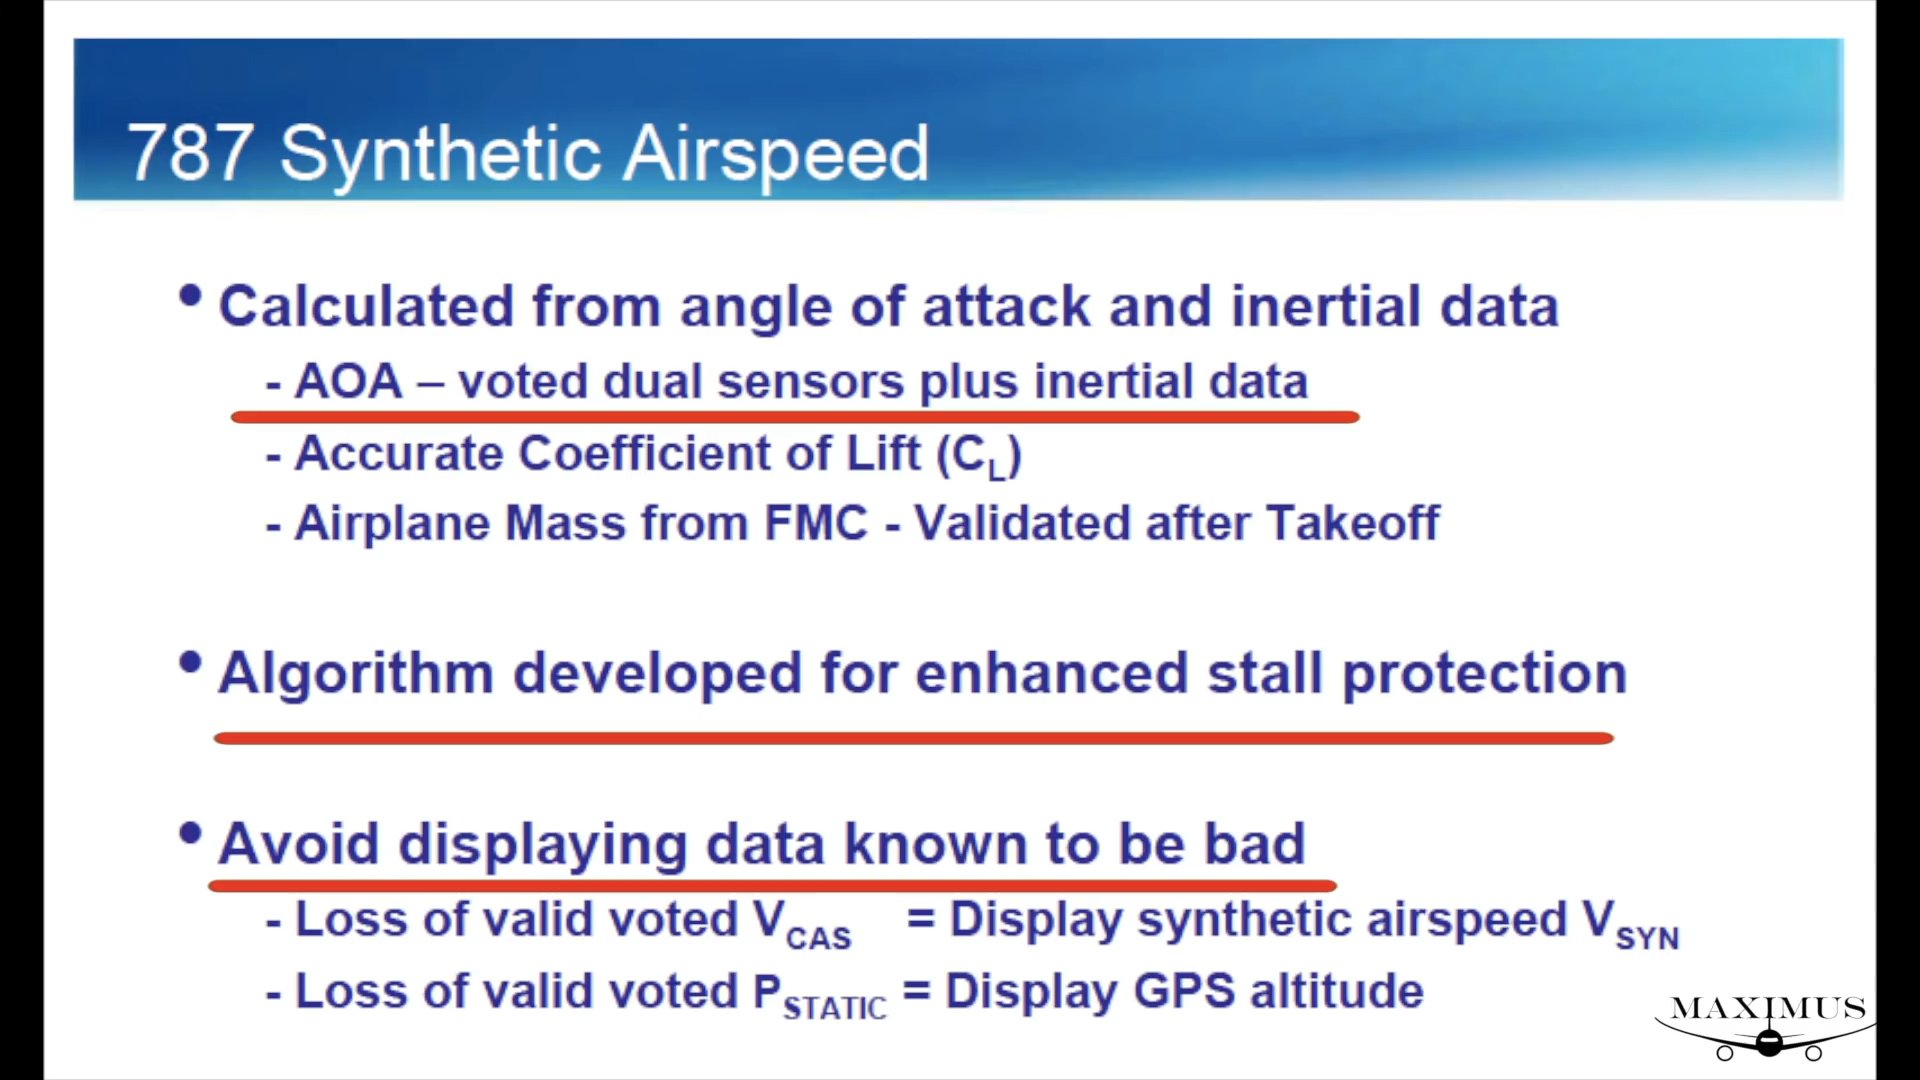 787 Synthetic Airspeed
• Calculated from angle of attack and inertial data
- AOA – voted dual sensors plus inertial data
- Accurate Coefficient of Lift (CL)
- Airplane Mass from FMC - Validated after Takeoff
• Algorithm developed for enhanced stall protection
• Avoid displaying data known to be bad
- Loss of valid voted VCAS = Display synthetic airspeed VSYN
- Loss of valid voted PSTATIC = Display GPS altitude
MAXIMUS